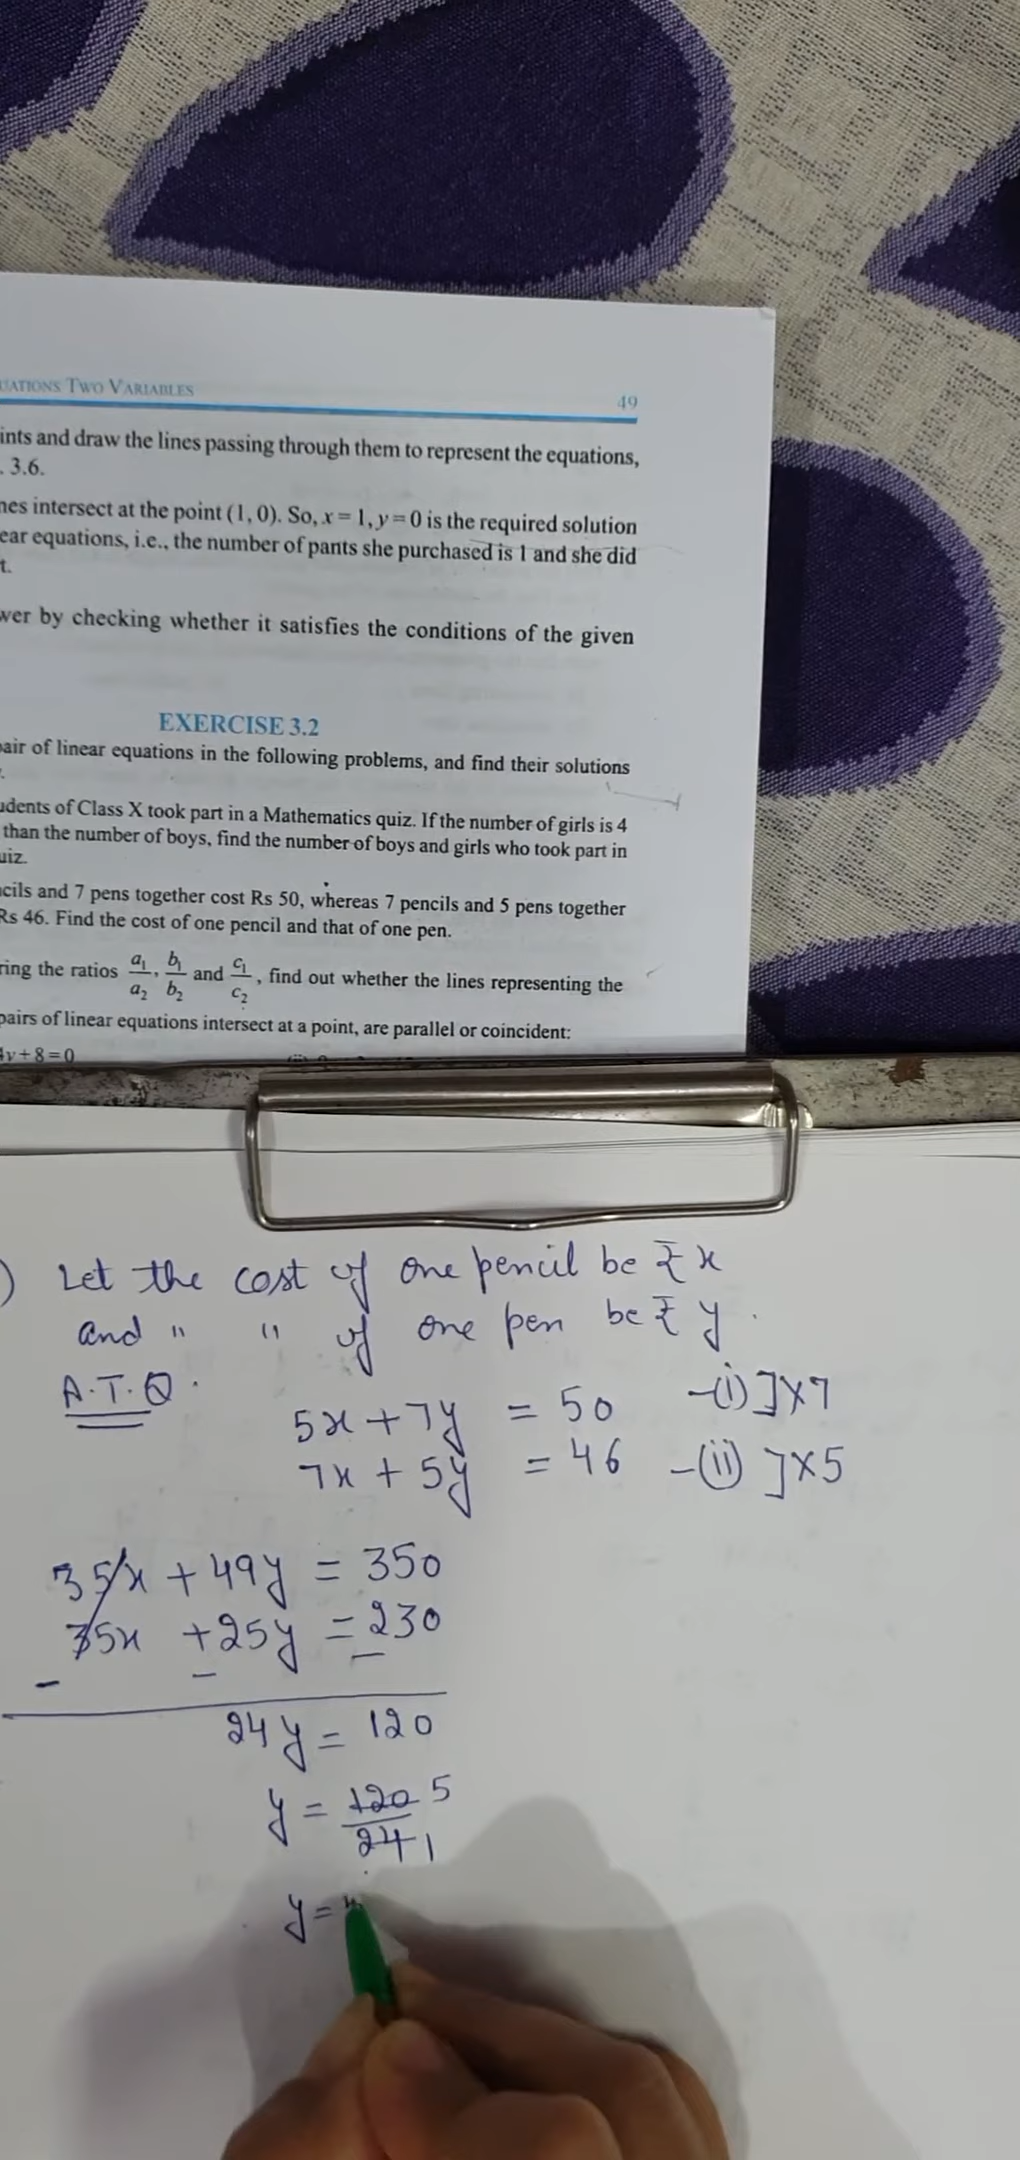 UATIONS TWO VARIABLES 49
ints and draw the lines passing through them to represent the equations,
. 3.6.
nes intersect at the point (1, 0). So, x = 1, y = 0 is the required solution
ear equations, i.e., the number of pants she purchased is 1 and she did
t.
wer by checking whether it satisfies the conditions of the given
EXERCISE 3.2
air of linear equations in the following problems, and find their solutions
udents of Class X took part in a Mathematics quiz. If the number of girls is 4
than the number of boys, find the number of boys and girls who took part in
uiz.
cils and 7 pens together cost Rs 50, whereas 7 pencils and 5 pens together
Rs 46. Find the cost of one pencil and that of one pen.
ring the ratios a₁/a₂, b₁/b₂ and c₁/c₂, find out whether the lines representing the
pairs of linear equations intersect at a point, are parallel or coincident:
4y + 8 = 0
) Let the cost of one pencil be ₹ x
and " " of one pen be ₹ y.
A.T.Q.
5x + 7y = 50 -(i) ]×7
7x + 5y = 46 -(ii) ]×5
35x + 49y = 350
35x + 25y = 230
- - -
24y = 120
y = 120/24 5/1
y =